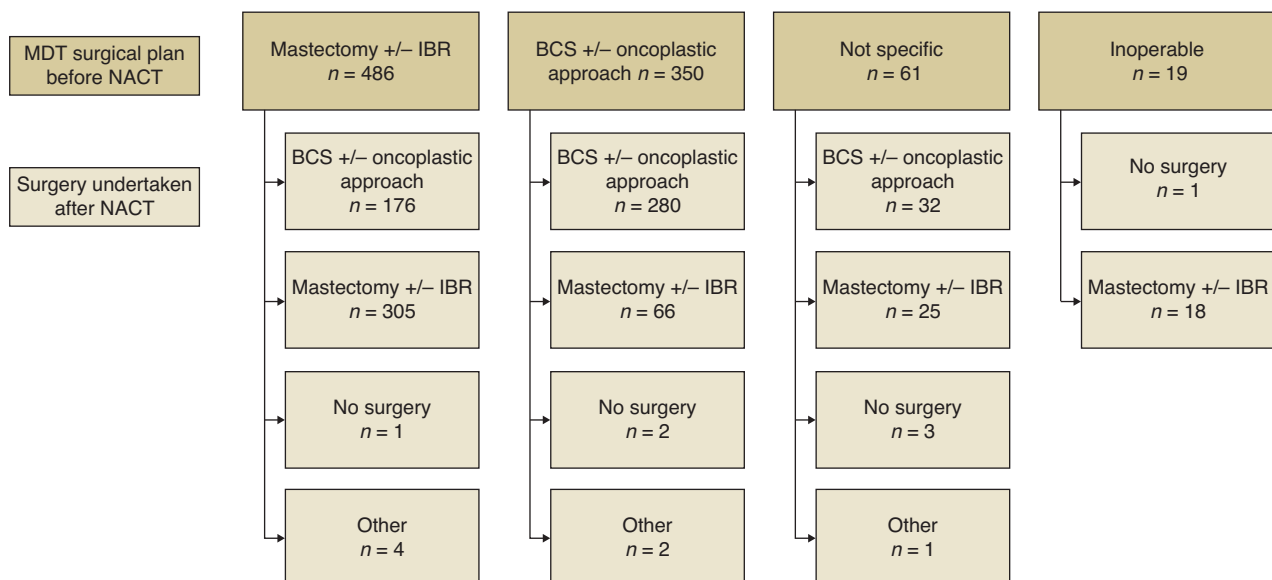 MDT surgical plan
before NACT
Mastectomy +/– IBR
n = 486
BCS +/– oncoplastic
approach n = 350
Not specific
n = 61
Inoperable
n = 19
Surgery undertaken
after NACT
BCS +/– oncoplastic
approach
n = 176
BCS +/– oncoplastic
approach
n = 280
BCS +/– oncoplastic
approach
n = 32
No surgery
n = 1
Mastectomy +/– IBR
n = 305
Mastectomy +/– IBR
n = 66
Mastectomy +/– IBR
n = 25
Mastectomy +/– IBR
n = 18
No surgery
n = 1
No surgery
n = 2
No surgery
n = 3
Other
n = 4
Other
n = 2
Other
n = 1